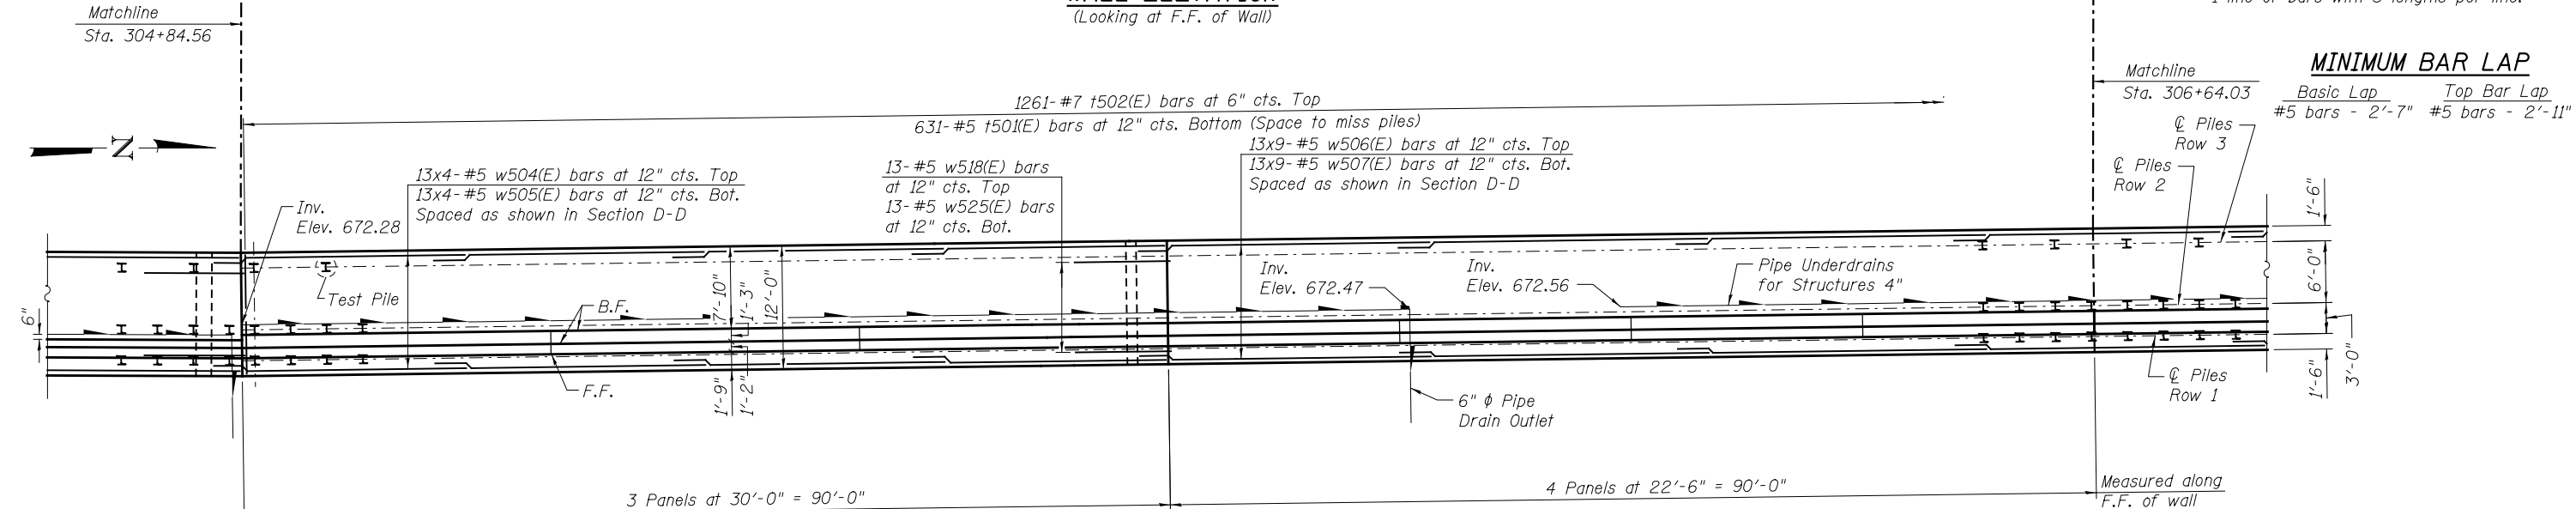 WALL ELEVATION
(Looking at F.F. of Wall)
Matchline
Sta. 304+84.56
Matchline
Sta. 306+64.03
MINIMUM BAR LAP
Basic Lap Top Bar Lap
#5 bars - 2'-7" #5 bars - 2'-11"
1261-#7 t502(E) bars at 6" cts. Top
631-#5 t501(E) bars at 12" cts. Bottom (Space to miss piles)
℄ Piles
Row 3
℄ Piles
Row 2
N
13x4-#5 w504(E) bars at 12" cts. Top
13x4-#5 w505(E) bars at 12" cts. Bot.
Spaced as shown in Section D-D
13-#5 w518(E) bars
at 12" cts. Top
13-#5 w525(E) bars
at 12" cts. Bot.
13x9-#5 w506(E) bars at 12" cts. Top
13x9-#5 w507(E) bars at 12" cts. Bot.
Spaced as shown in Section D-D
Inv.
Elev. 672.28
Inv.
Elev. 672.47
Inv.
Elev. 672.56
Pipe Underdrains
for Structures 4"
Test Pile
B.F.
F.F.
6"
7'-10"
1'-3"
12'-0"
1'-9"
1'-2"
1'-6"
6'-0"
1'-6"
3'-0"
℄ Piles
Row 1
6" ϕ Pipe
Drain Outlet
3 Panels at 30'-0" = 90'-0"
4 Panels at 22'-6" = 90'-0"
Measured along
F.F. of wall